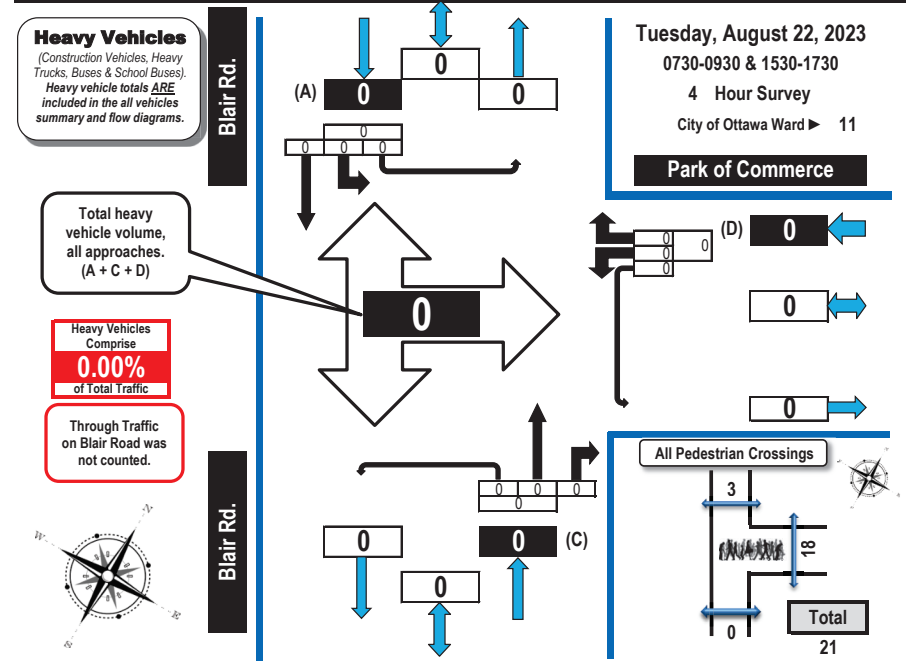 Heavy Vehicles
(Construction Vehicles, Heavy
Trucks, Buses & School Buses).
Heavy vehicle totals ARE
included in the all vehicles
summary and flow diagrams.
Blair Rd.
0
(A)
0
0
0
0
0
0
Tuesday, August 22, 2023
0730-0930 & 1530-1730
4 Hour Survey
City of Ottawa Ward ► 11
Park of Commerce
Total heavy
vehicle volume,
all approaches.
(A + C + D)
0
0
0
0
0
(D)
0
0
0
0
Heavy Vehicles
Comprise
0.00%
of Total Traffic
Through Traffic
on Blair Road was
not counted.
Blair Rd.
N
W
E
S
0
0
0
0
0
0
(C)
0
All Pedestrian Crossings
3
18
0
Total
21